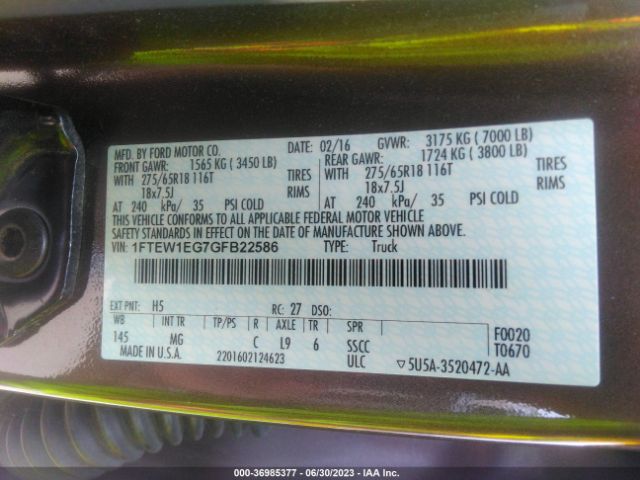 MFD. BY FORD MOTOR CO. 02/16 GVWR: 3175 KG ( 7000 LB)
FRONT GAWR: 1565 KG ( 3450 LB) REAR GAWR: 1724 KG ( 3800 LB)
WITH 275/65R18 116T TIRES WITH 275/65R18 116T TIRES
18x7.5J RIMS 18x7.5J RIMS
AT 240 kPa/ 35 PSI COLD AT 240 kPa/ 35 PSI COLD
THIS VEHICLE CONFORMS TO ALL APPLICABLE FEDERAL MOTOR VEHICLE
SAFETY STANDARDS IN EFFECT ON THE DATE OF MANUFACTURE SHOWN ABOVE.
VIN: 1FTEW1EG7GFB22586 TYPE: Truck
EXT PNT: H5 RC: 27 DSO:
WB INT TR TP/PS R AXLE TR SPR F0020
145 MG C L9 6 SSCC T0670
MADE IN U.S.A. 2201602124623 ULC ▽5U5A-3520472-AA
000-36985377 - 06/30/2023 - IAA Inc.